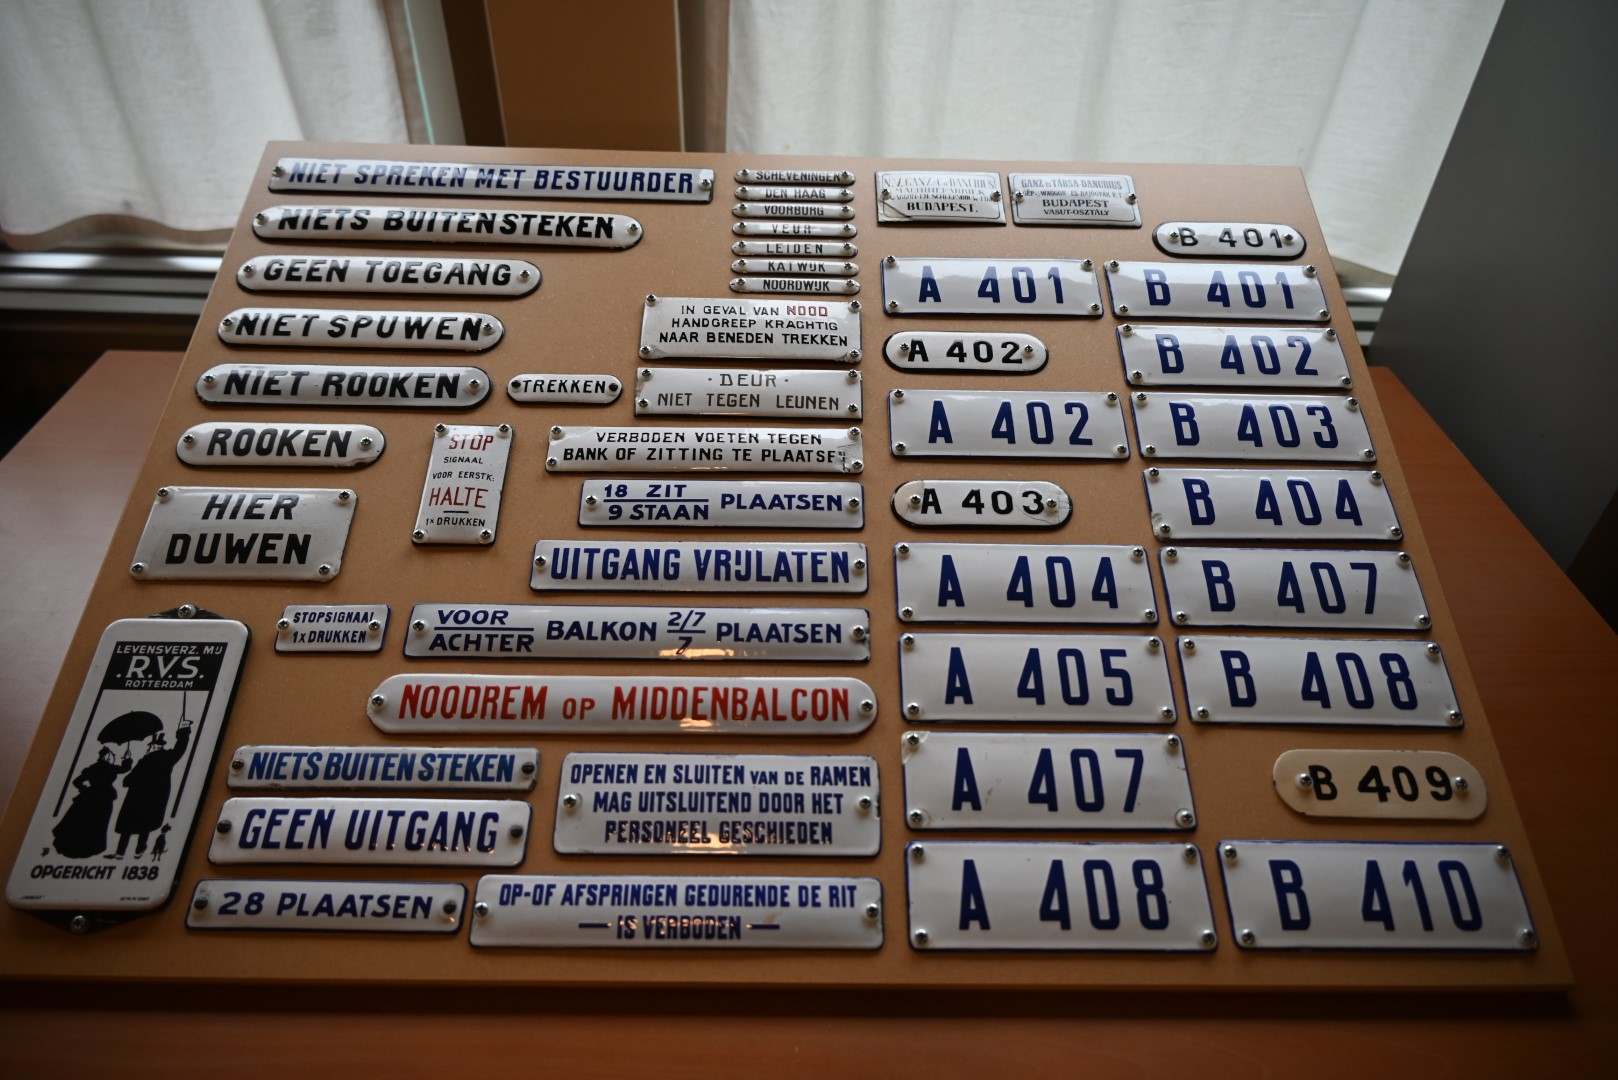 NIET SPREKEN MET BESTUURDER
NIETS BUITENSTEKEN
GEEN TOEGANG
NIET SPUWEN
NIET ROOKEN
TREKKEN
ROOKEN
HIER
DUWEN
STOP
SIGNAAL
VOOR EERSTK:
HALTE
1x DRUKKEN
SCHEVENINGEN
DEN HAAG
VOORBURG
VEUR
LEIDEN
KATWIJK
NOORDWIJK
IN GEVAL VAN NOOD
HANDGREEP KRACHTIG
NAAR BENEDEN TREKKEN
· DEUR ·
NIET TEGEN LEUNEN
VERBODEN VOETEN TEGEN
BANK OF ZITTING TE PLAATSEN
18 ZIT
9 STAAN PLAATSEN
UITGANG VRIJLATEN
STOPSIGNAAL
1x DRUKKEN
VOOR
ACHTER BALKON 2/7
7 PLAATSEN
NOODREM OP MIDDENBALCON
LEVENSVERZ. MIJ
.R.V.S.
ROTTERDAM
OPGERICHT 1838
NIETS BUITEN STEKEN
GEEN UITGANG
28 PLAATSEN
OPENEN EN SLUITEN VAN DE RAMEN
MAG UITSLUITEND DOOR HET
PERSONEEL GESCHIEDEN
OP-OF AFSPRINGEN GEDURENDE DE RIT
— IS VERBODEN —
BUDAPEST.
GANZ ÉS TÁRSA-DANUBIUS
BUDAPEST
VASUT-OSZTÁLY
B 401
A 401
B 401
A 402
B 402
A 402
B 403
A 403
B 404
A 404
B 407
A 405
B 408
A 407
B 409
A 408
B 410